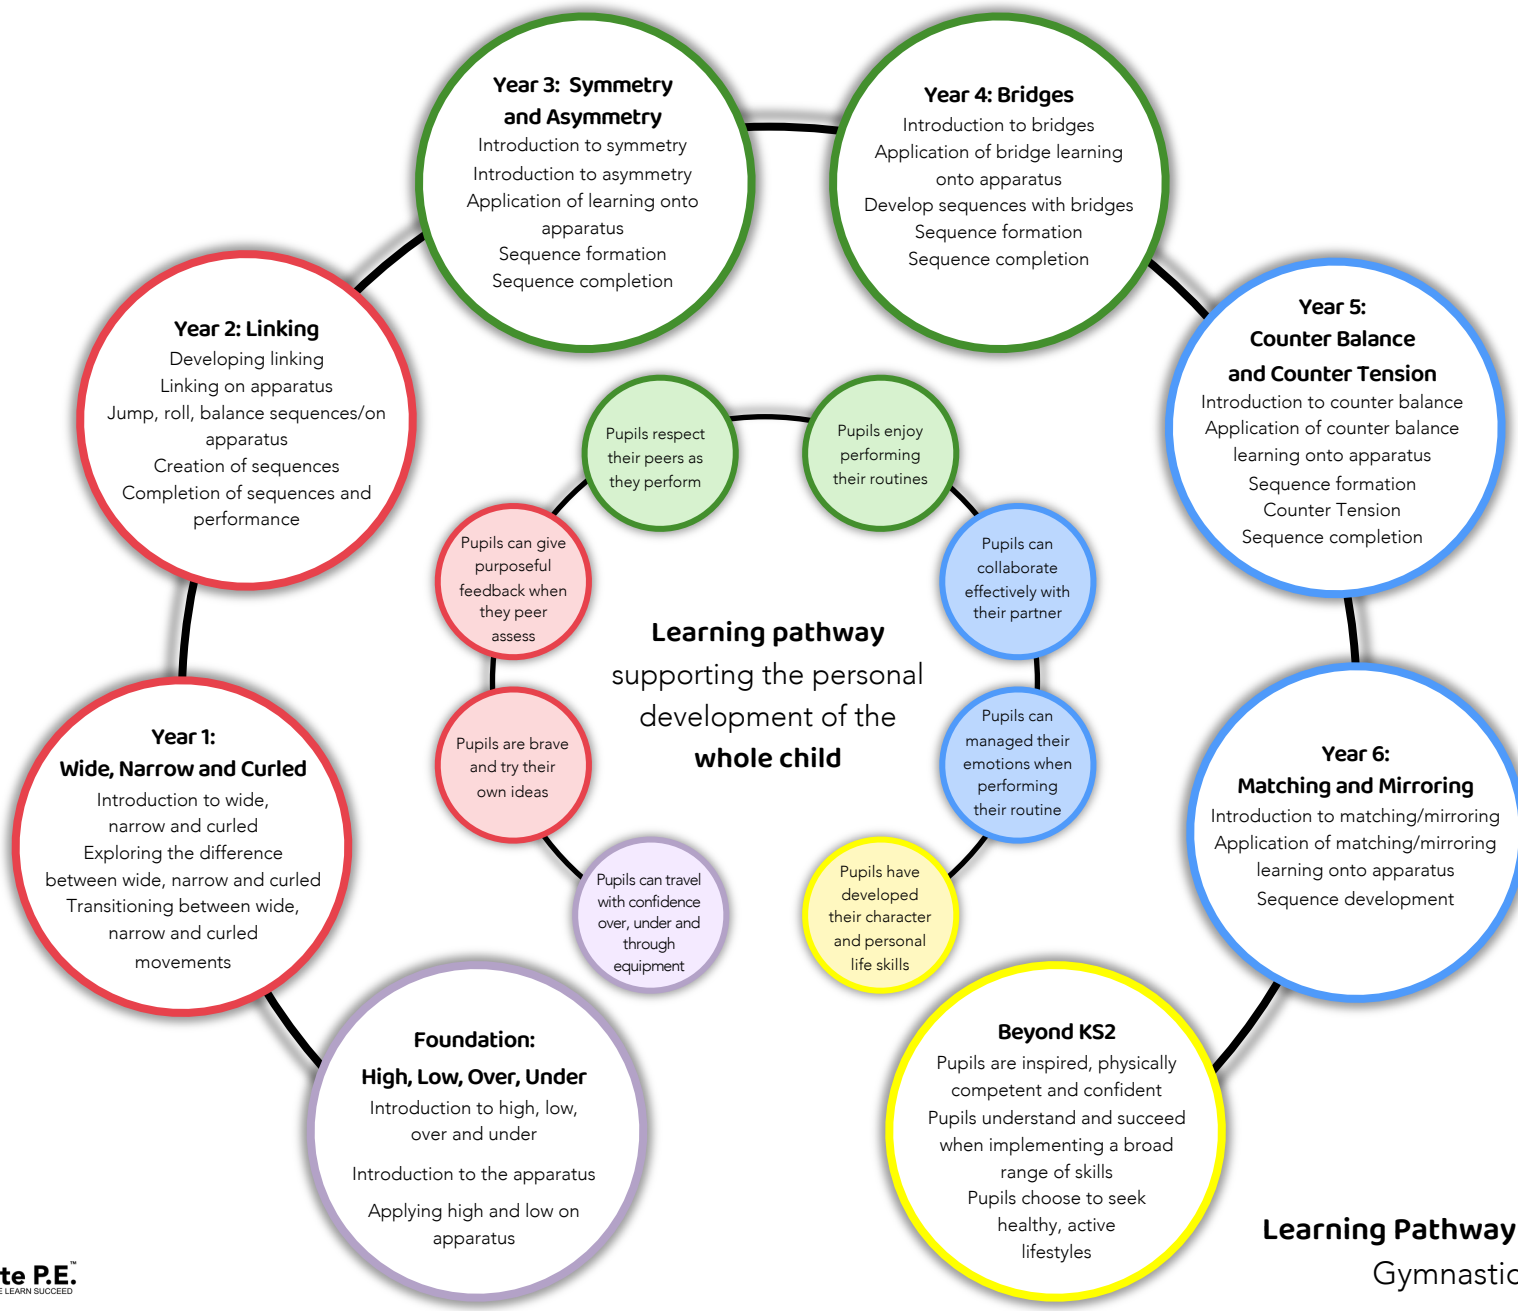 Year 3: Symmetry
and Asymmetry
Introduction to symmetry
Introduction to asymmetry
Application of learning onto
apparatus
Sequence formation
Sequence completion
Year 4: Bridges
Introduction to bridges
Application of bridge learning
onto apparatus
Develop sequences with bridges
Sequence formation
Sequence completion
Year 2: Linking
Developing linking
Linking on apparatus
Jump, roll, balance sequences/on
apparatus
Creation of sequences
Completion of sequences and
performance
Year 5:
Counter Balance
and Counter Tension
Introduction to counter balance
Application of counter balance
learning onto apparatus
Sequence formation
Counter Tension
Sequence completion
Pupils respect
their peers as
they perform
Pupils enjoy
performing
their routines
Pupils can give
purposeful
feedback when
they peer
assess
Pupils can
collaborate
effectively with
their partner
Learning pathway
supporting the personal
development of the
whole child
Pupils are brave
and try their
own ideas
Pupils can
managed their
emotions when
performing
their routine
Year 1:
Wide, Narrow and Curled
Introduction to wide,
narrow and curled
Exploring the difference
between wide, narrow and curled
Transitioning between wide,
narrow and curled
movements
Year 6:
Matching and Mirroring
Introduction to matching/mirroring
Application of matching/mirroring
learning onto apparatus
Sequence development
Pupils can travel
with confidence
over, under and
through
equipment
Pupils have
developed
their character
and personal
life skills
Foundation:
High, Low, Over, Under
Introduction to high, low,
over and under
Introduction to the apparatus
Applying high and low on
apparatus
Beyond KS2
Pupils are inspired, physically
competent and confident
Pupils understand and succeed
when implementing a broad
range of skills
Pupils choose to seek
healthy, active
lifestyles
Learning Pathway
Gymnastic
te P.E.™
E LEARN SUCCEED